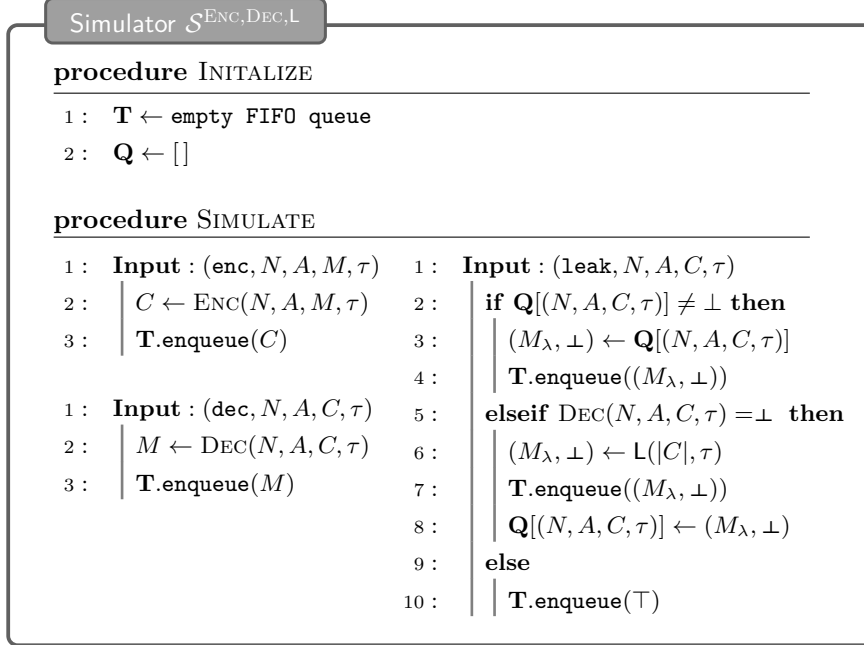 Simulator 𝒮^{Enc,Dec,L}
procedure Initalize
1 : T ← empty FIFO queue
2 : Q ← [ ]
procedure Simulate
1 : Input : (enc, N, A, M, τ)
2 : C ← Enc(N, A, M, τ)
3 : T.enqueue(C)
1 : Input : (dec, N, A, C, τ)
2 : M ← Dec(N, A, C, τ)
3 : T.enqueue(M)
1 : Input : (leak, N, A, C, τ)
2 : if Q[(N, A, C, τ)] ≠ ⊥ then
3 : (M_λ, ⊥) ← Q[(N, A, C, τ)]
4 : T.enqueue((M_λ, ⊥))
5 : elseif Dec(N, A, C, τ) =⊥ then
6 : (M_λ, ⊥) ← L(|C|, τ)
7 : T.enqueue((M_λ, ⊥))
8 : Q[(N, A, C, τ)] ← (M_λ, ⊥)
9 : else
10 : T.enqueue(⊤)